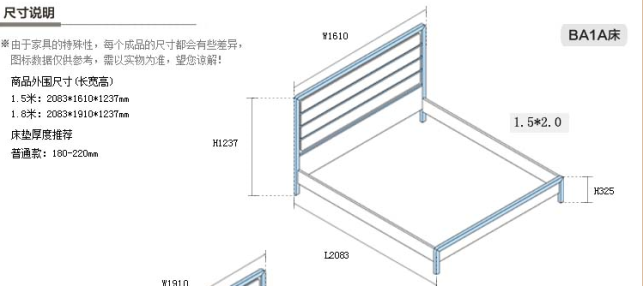 尺寸说明
※由于家具的特殊性，每个成品的尺寸都会有些差异，
图标数据仅供参考，需以实物为准，望您谅解！
商品外围尺寸(长宽高)
1.5米：2083*1610*1237mm
1.8米：2083*1910*1237mm
床垫厚度推荐
普通款：180-220mm
W1610
BA1A床
1.5*2.0
H1237
H325
L2083
W1910